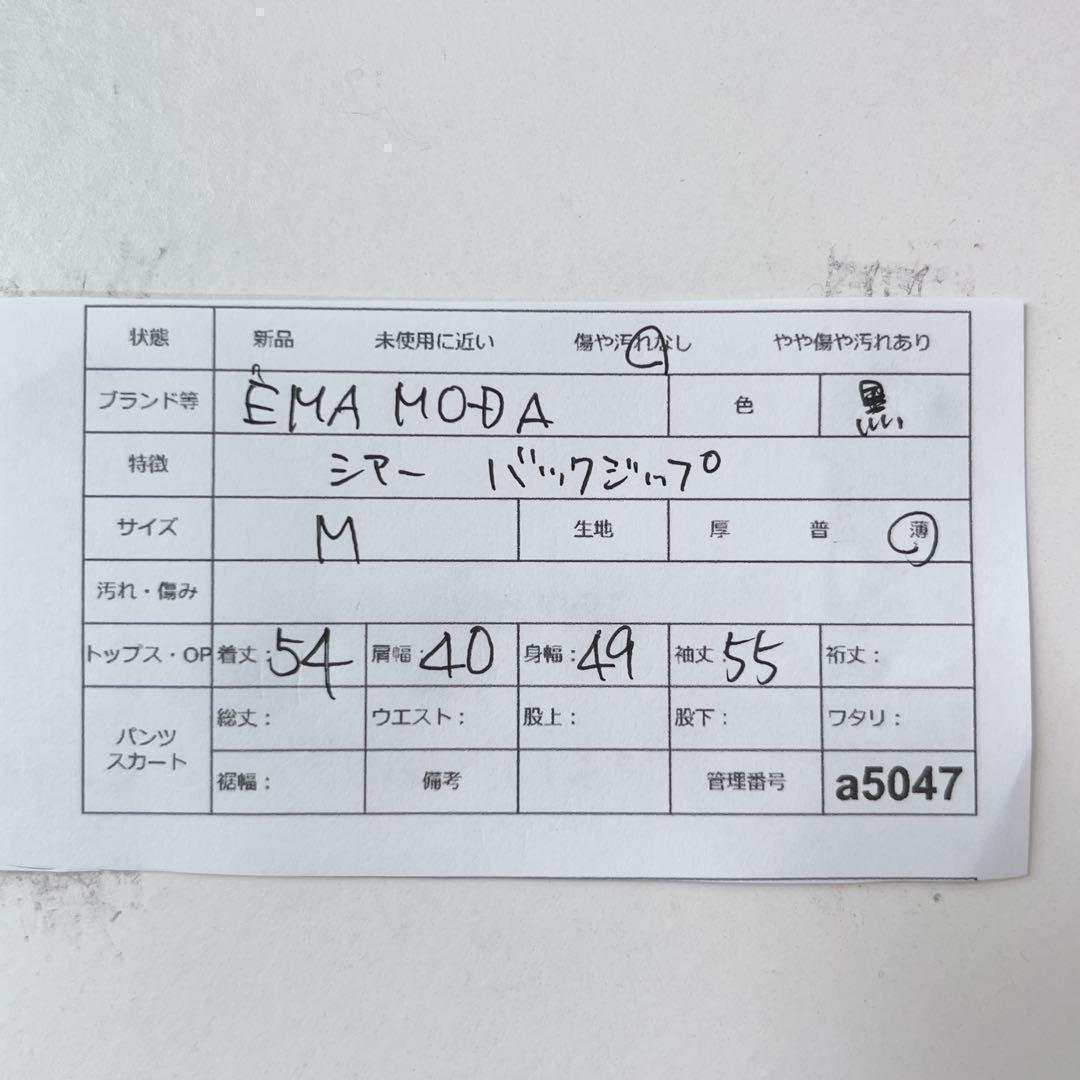 状態 新品 未使用に近い 傷や汚れなし やや傷や汚れあり
ブランド等 ÊMA MODA 色 黒
特徴 シアー バックジップ
サイズ M 生地 厚 普 薄
汚れ・傷み
トップス・OP 着丈:54 肩幅:40 身幅:49 袖丈:55 裄丈:
パンツ スカート 総丈: ウエスト: 股上: 股下: ワタリ:
裾幅: 備考 管理番号 a5047